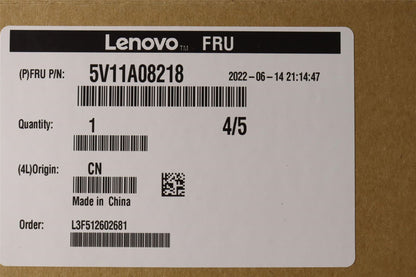 Lenovo™ FRU
(P)FRU P/N: 5V11A08218 2022-06-14 21:14:47
Quantity: 1 4/5
(4L)Origin: CN
Made in China
Order: L3F512602681